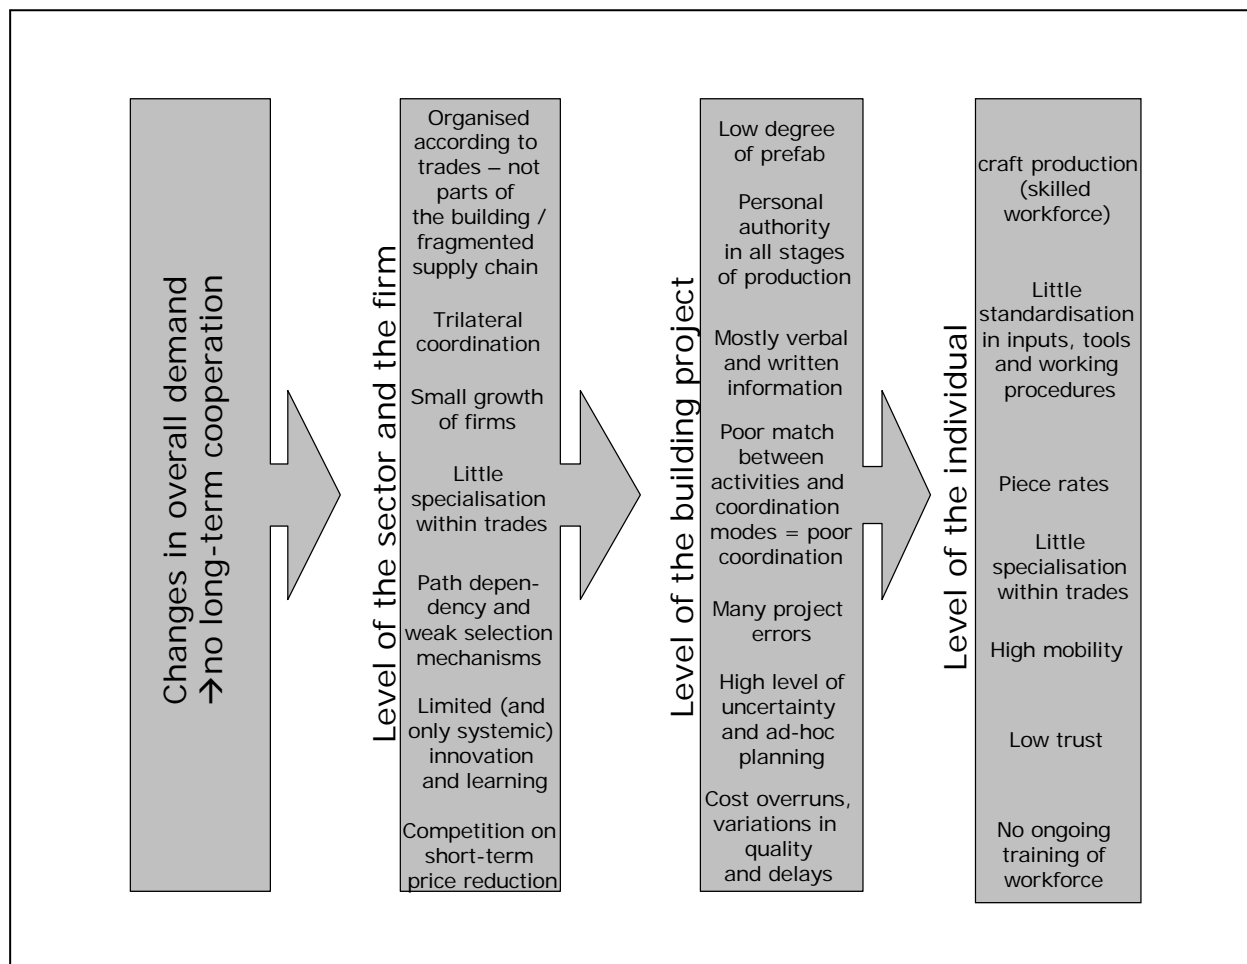 Changes in overall demand
→no long-term cooperation
Level of the sector and the firm
Organised
according to
trades – not
parts of
the building /
fragmented
supply chain
Trilateral
coordination
Small growth
of firms
Little
specialisation
within trades
Path depen-
dency and
weak selection
mechanisms
Limited (and
only systemic)
innovation
and learning
Competition on
short-term
price reduction
Level of the building project
Low degree
of prefab
Personal
authority
in all stages
of production
Mostly verbal
and written
information
Poor match
between
activities and
coordination
modes = poor
coordination
Many project
errors
High level of
uncertainty
and ad-hoc
planning
Cost overruns,
variations in
quality
and delays
Level of the individual
craft production
(skilled
workforce)
Little
standardisation
in inputs, tools
and working
procedures
Piece rates
Little
specialisation
within trades
High mobility
Low trust
No ongoing
training of
workforce